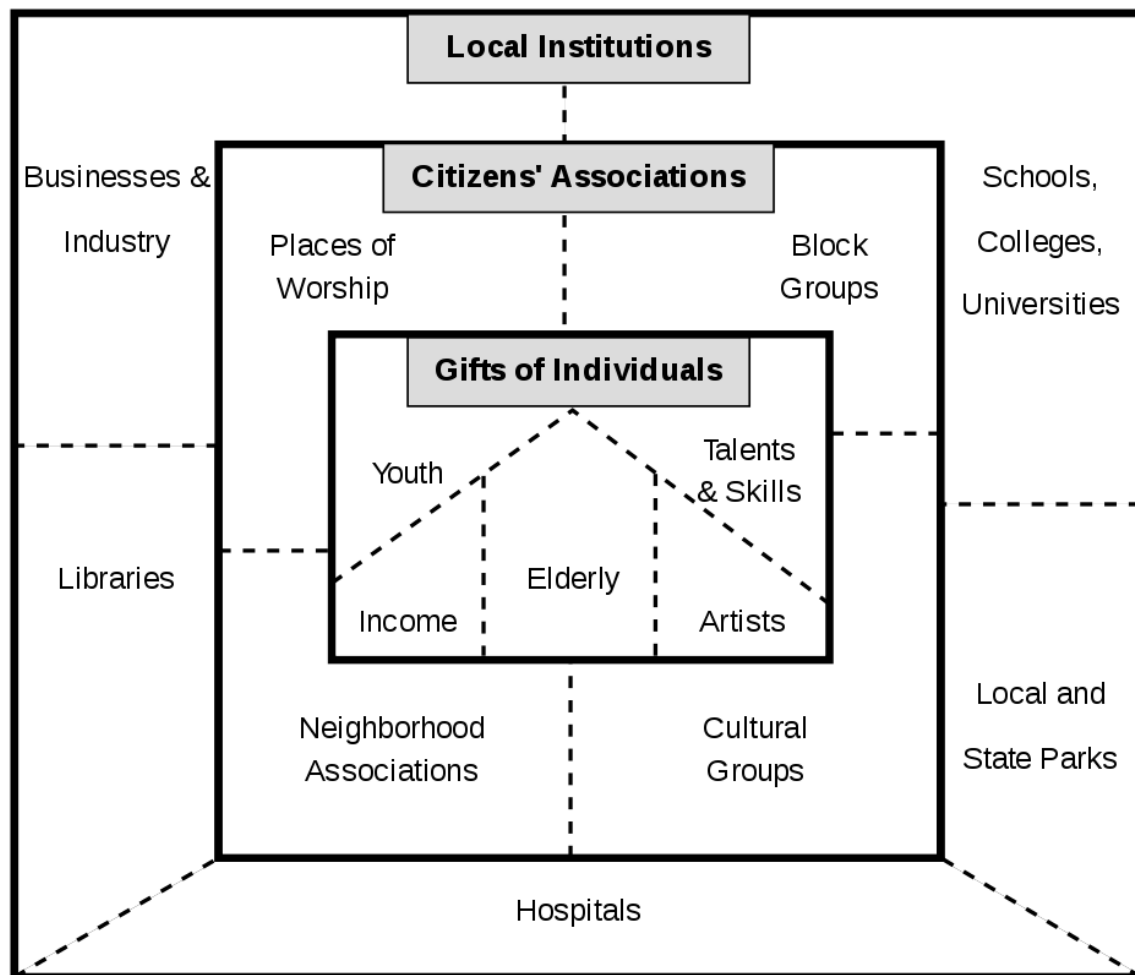 Local Institutions
Businesses &
Industry
Citizens' Associations
Schools,
Colleges,
Universities
Places of
Worship
Block
Groups
Gifts of Individuals
Youth
Talents
& Skills
Libraries
Income
Elderly
Artists
Neighborhood
Associations
Cultural
Groups
Local and
State Parks
Hospitals